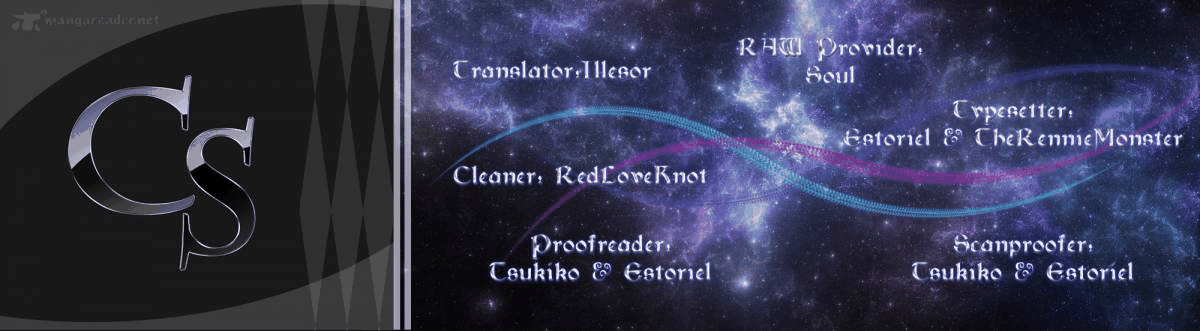 mangareader.net
CS
Translator:Illesor
RAW Provider:
Soul
Typesetter:
Estoriel & TheRennieMonster
Cleaner: RedLoveKnot
Proofreader:
Tsukiko & Estoriel
Scanproofer:
Tsukiko & Estoriel